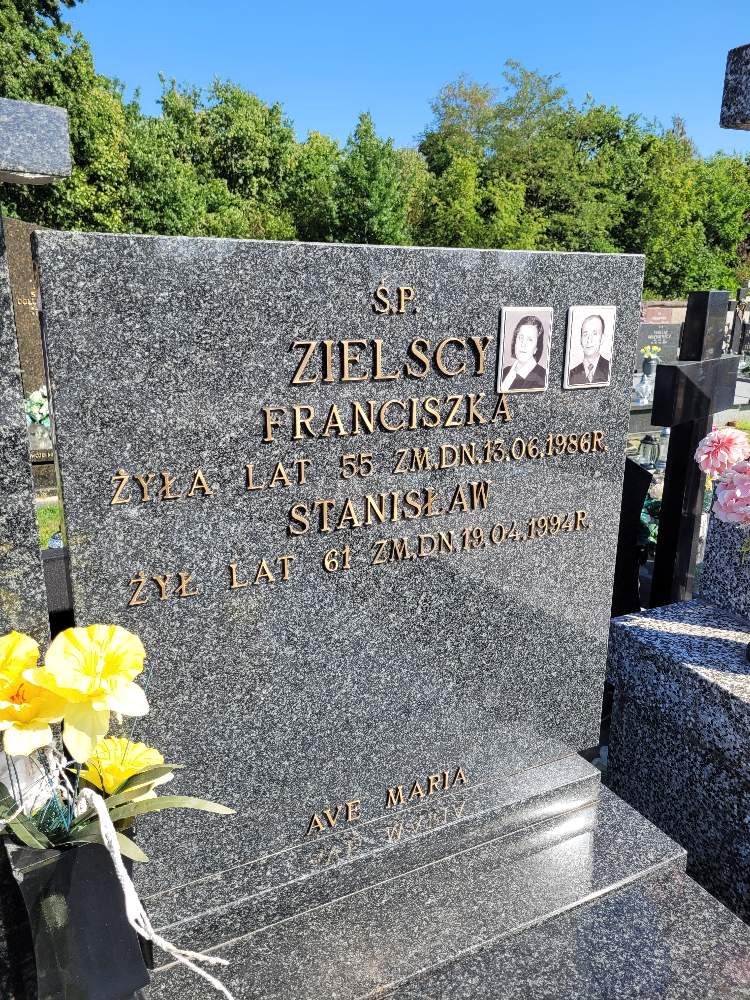 Ś.P.
ZIELSCY
FRANCISZKA
ŻYŁA LAT 55 ZM.DN.13.06.1986R.
STANISŁAW
ŻYŁ LAT 61 ZM.DN.19.04.1994R.
AVE MARIA